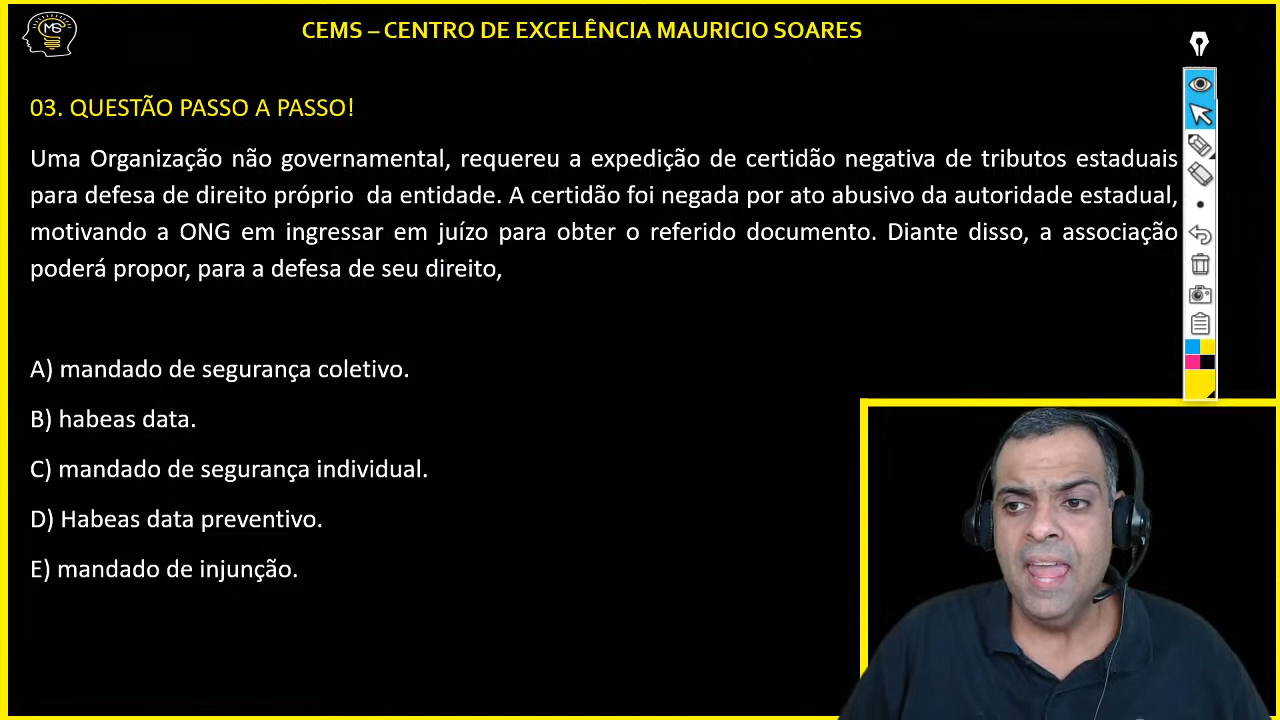 MS
CEMS – CENTRO DE EXCELÊNCIA MAURICIO SOARES
03. QUESTÃO PASSO A PASSO!
Uma Organização não governamental, requereu a expedição de certidão negativa de tributos estaduais
para defesa de direito próprio da entidade. A certidão foi negada por ato abusivo da autoridade estadual,
motivando a ONG em ingressar em juízo para obter o referido documento. Diante disso, a associação
poderá propor, para a defesa de seu direito,
A) mandado de segurança coletivo.
B) habeas data.
C) mandado de segurança individual.
D) Habeas data preventivo.
E) mandado de injunção.